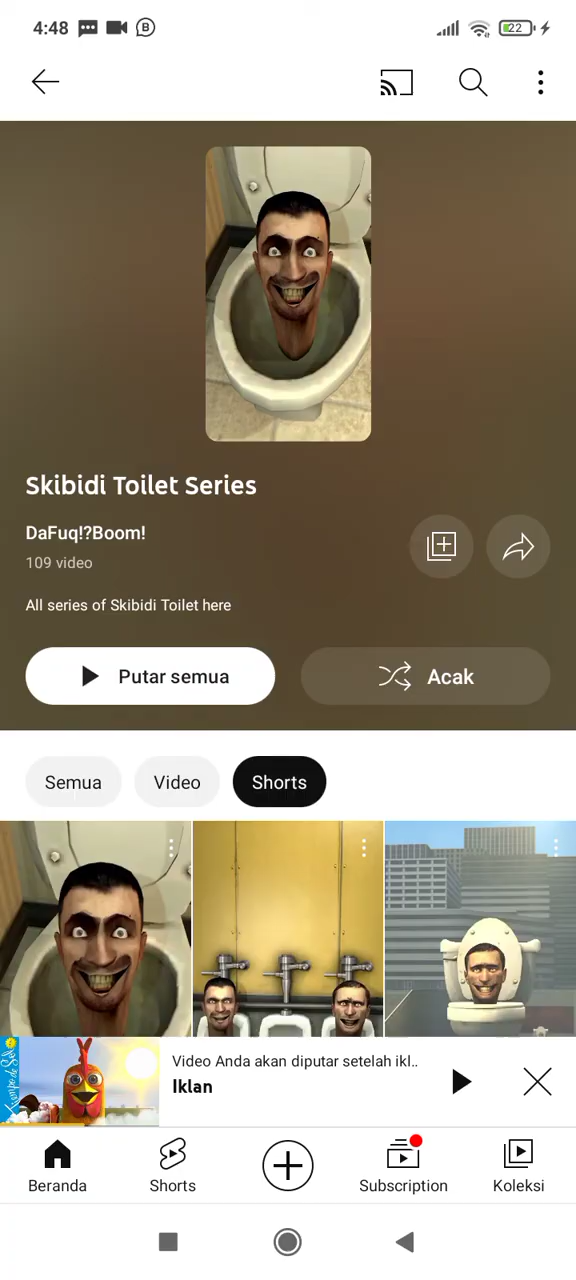 4:48
22
Skibidi Toilet Series
DaFuq!?Boom!
109 video
All series of Skibidi Toilet here
Putar semua
Acak
Semua
Video
Shorts
Video Anda akan diputar setelah ikl..
Iklan
Beranda
Shorts
Subscription
Koleksi